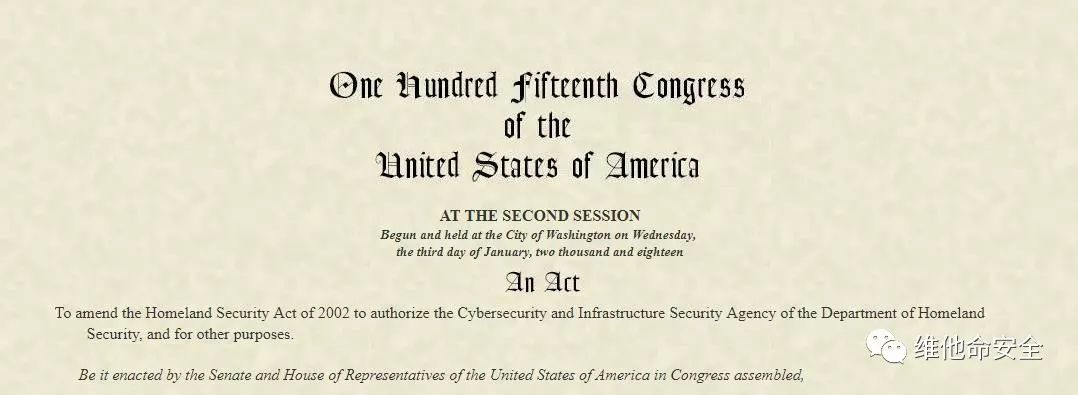 One Hundred Fifteenth Congress
of the
United States of America
AT THE SECOND SESSION
Begun and held at the City of Washington on Wednesday,
the third day of January, two thousand and eighteen
An Act
To amend the Homeland Security Act of 2002 to authorize the Cybersecurity and Infrastructure Security Agency of the Department of Homeland
Security, and for other purposes.
维他命安全
Be it enacted by the Senate and House of Representatives of the United States of America in Congress assembled,